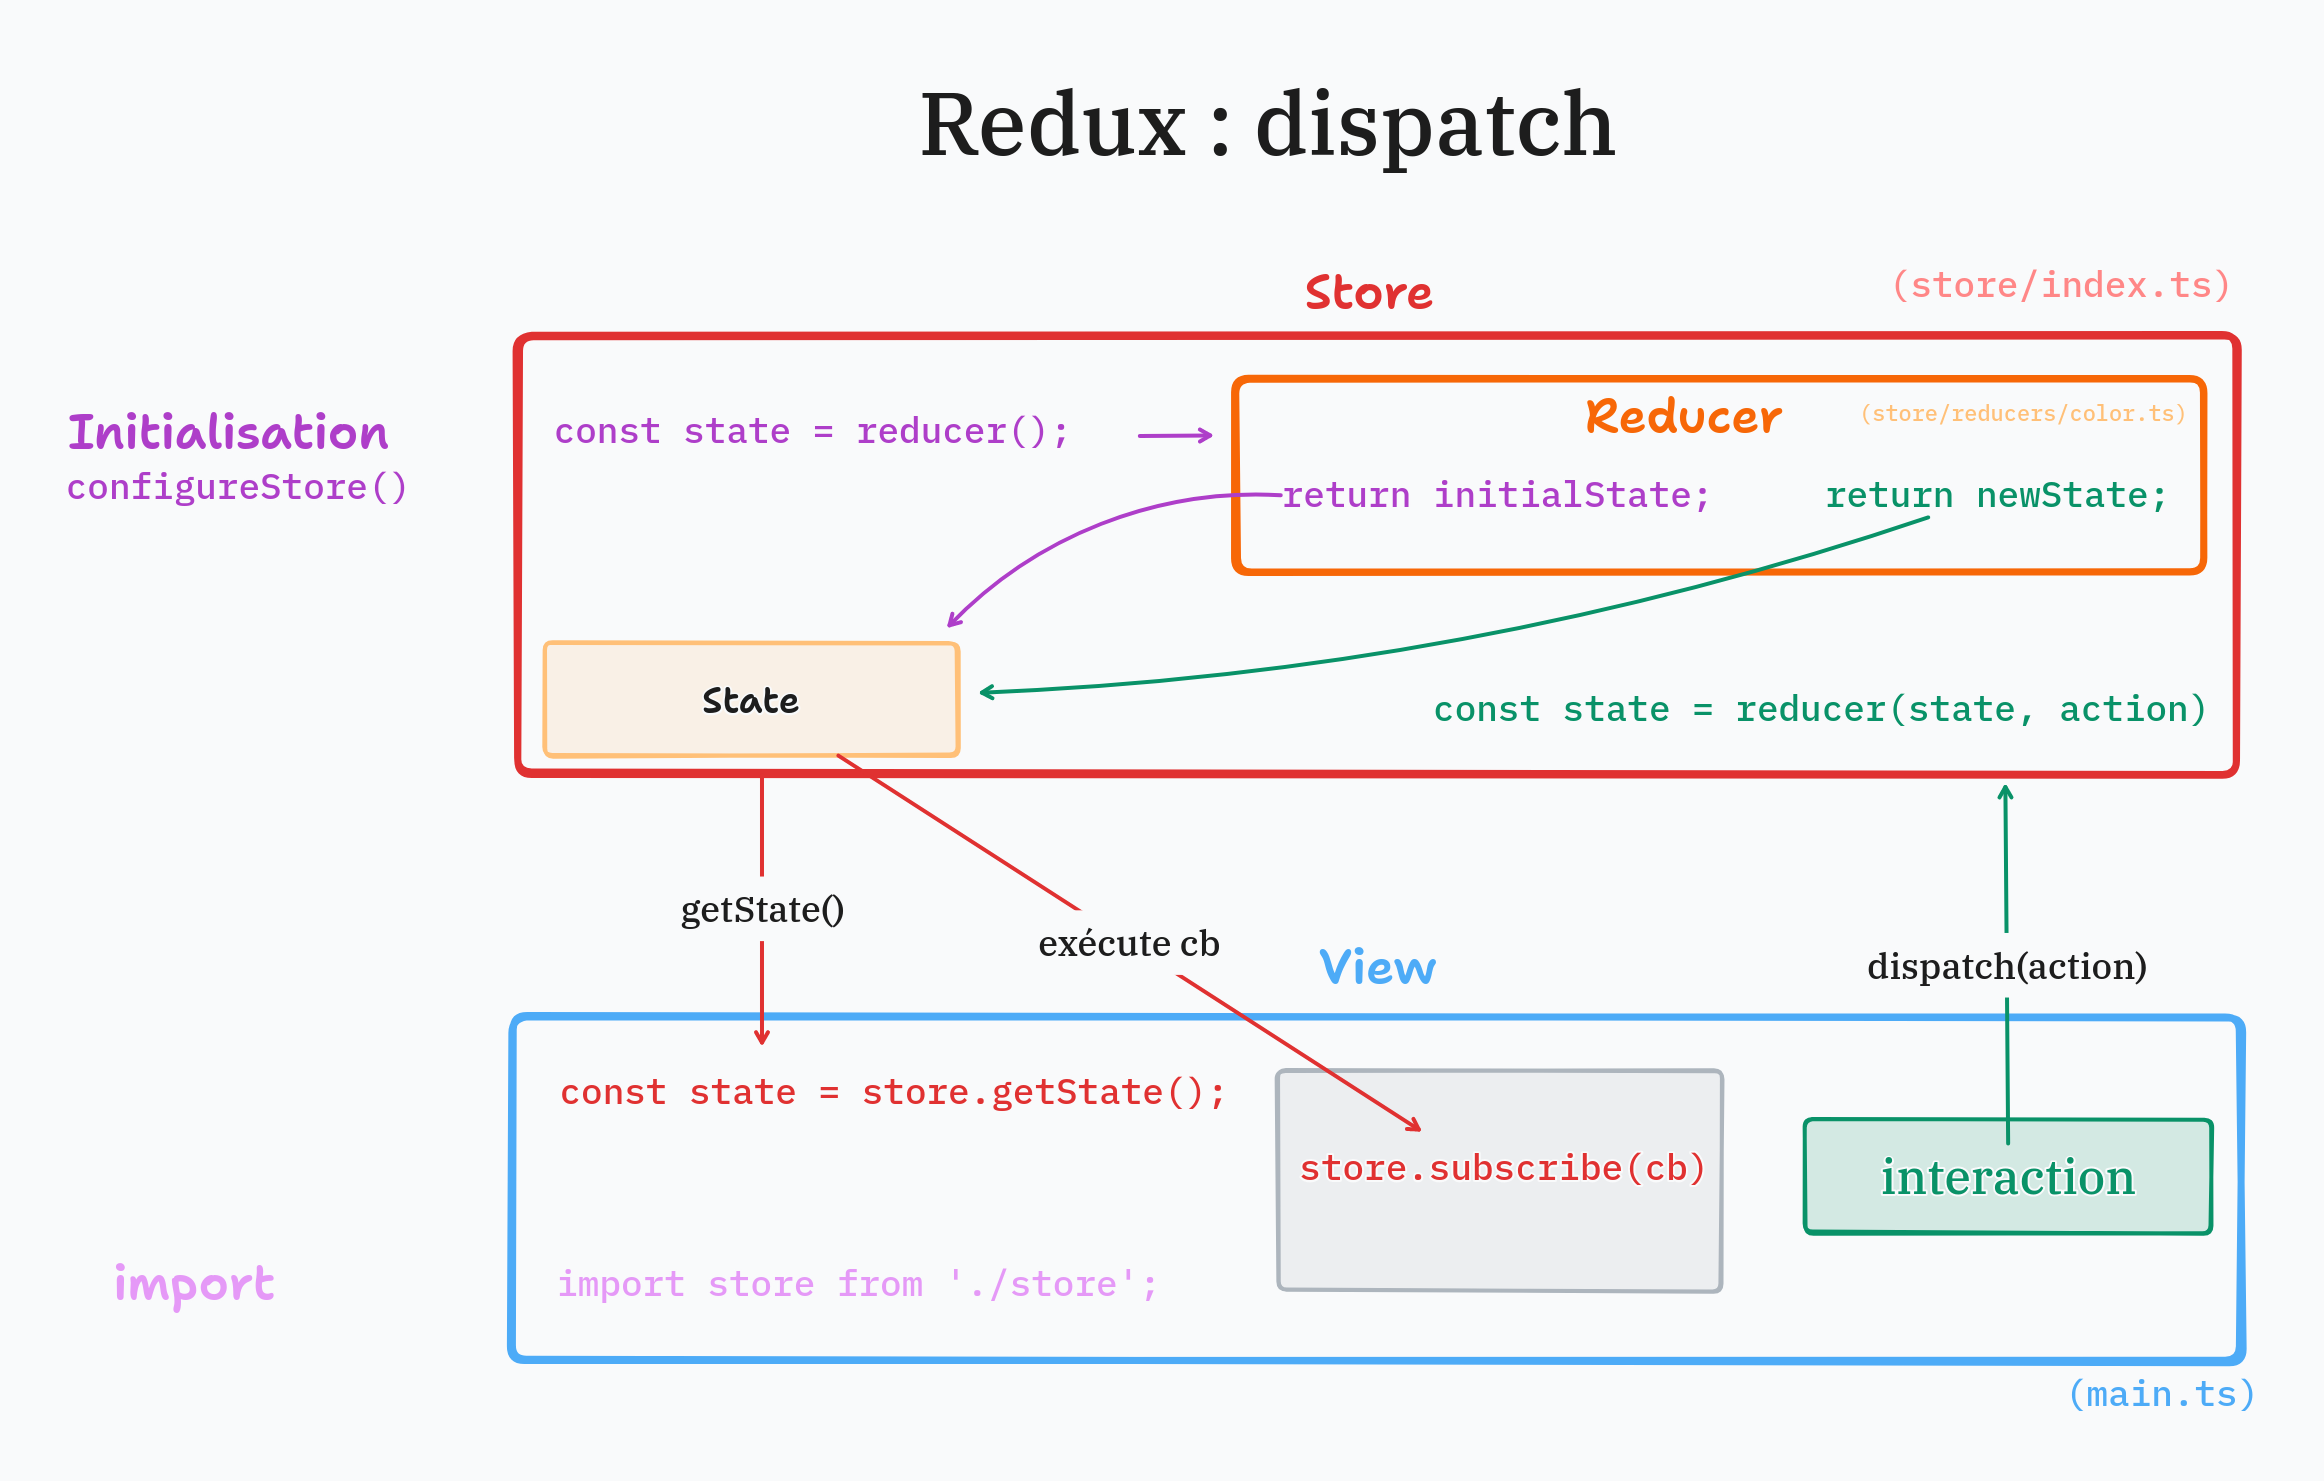 Redux : dispatch
Store
(store/index.ts)
Initialisation
configureStore()
const state = reducer();
Reducer
(store/reducers/color.ts)
return initialState;
return newState;
State
const state = reducer(state, action)
getState()
exécute cb
View
dispatch(action)
const state = store.getState();
store.subscribe(cb)
interaction
import
import store from './store';
(main.ts)